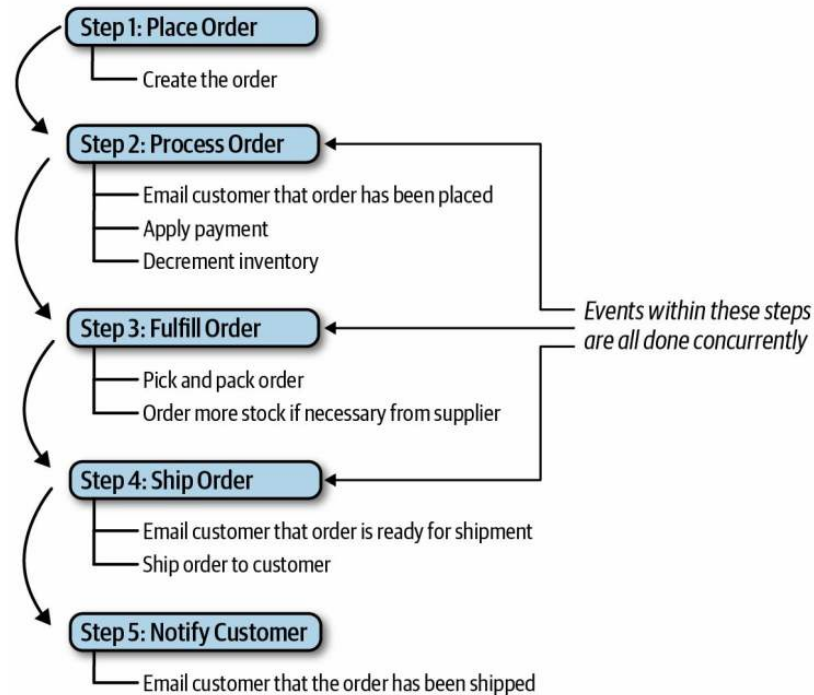 Step 1: Place Order
Create the order
Step 2: Process Order
Email customer that order has been placed
Apply payment
Decrement inventory
Events within these steps
are all done concurrently
Step 3: Fulfill Order
Pick and pack order
Order more stock if necessary from supplier
Step 4: Ship Order
Email customer that order is ready for shipment
Ship order to customer
Step 5: Notify Customer
Email customer that the order has been shipped